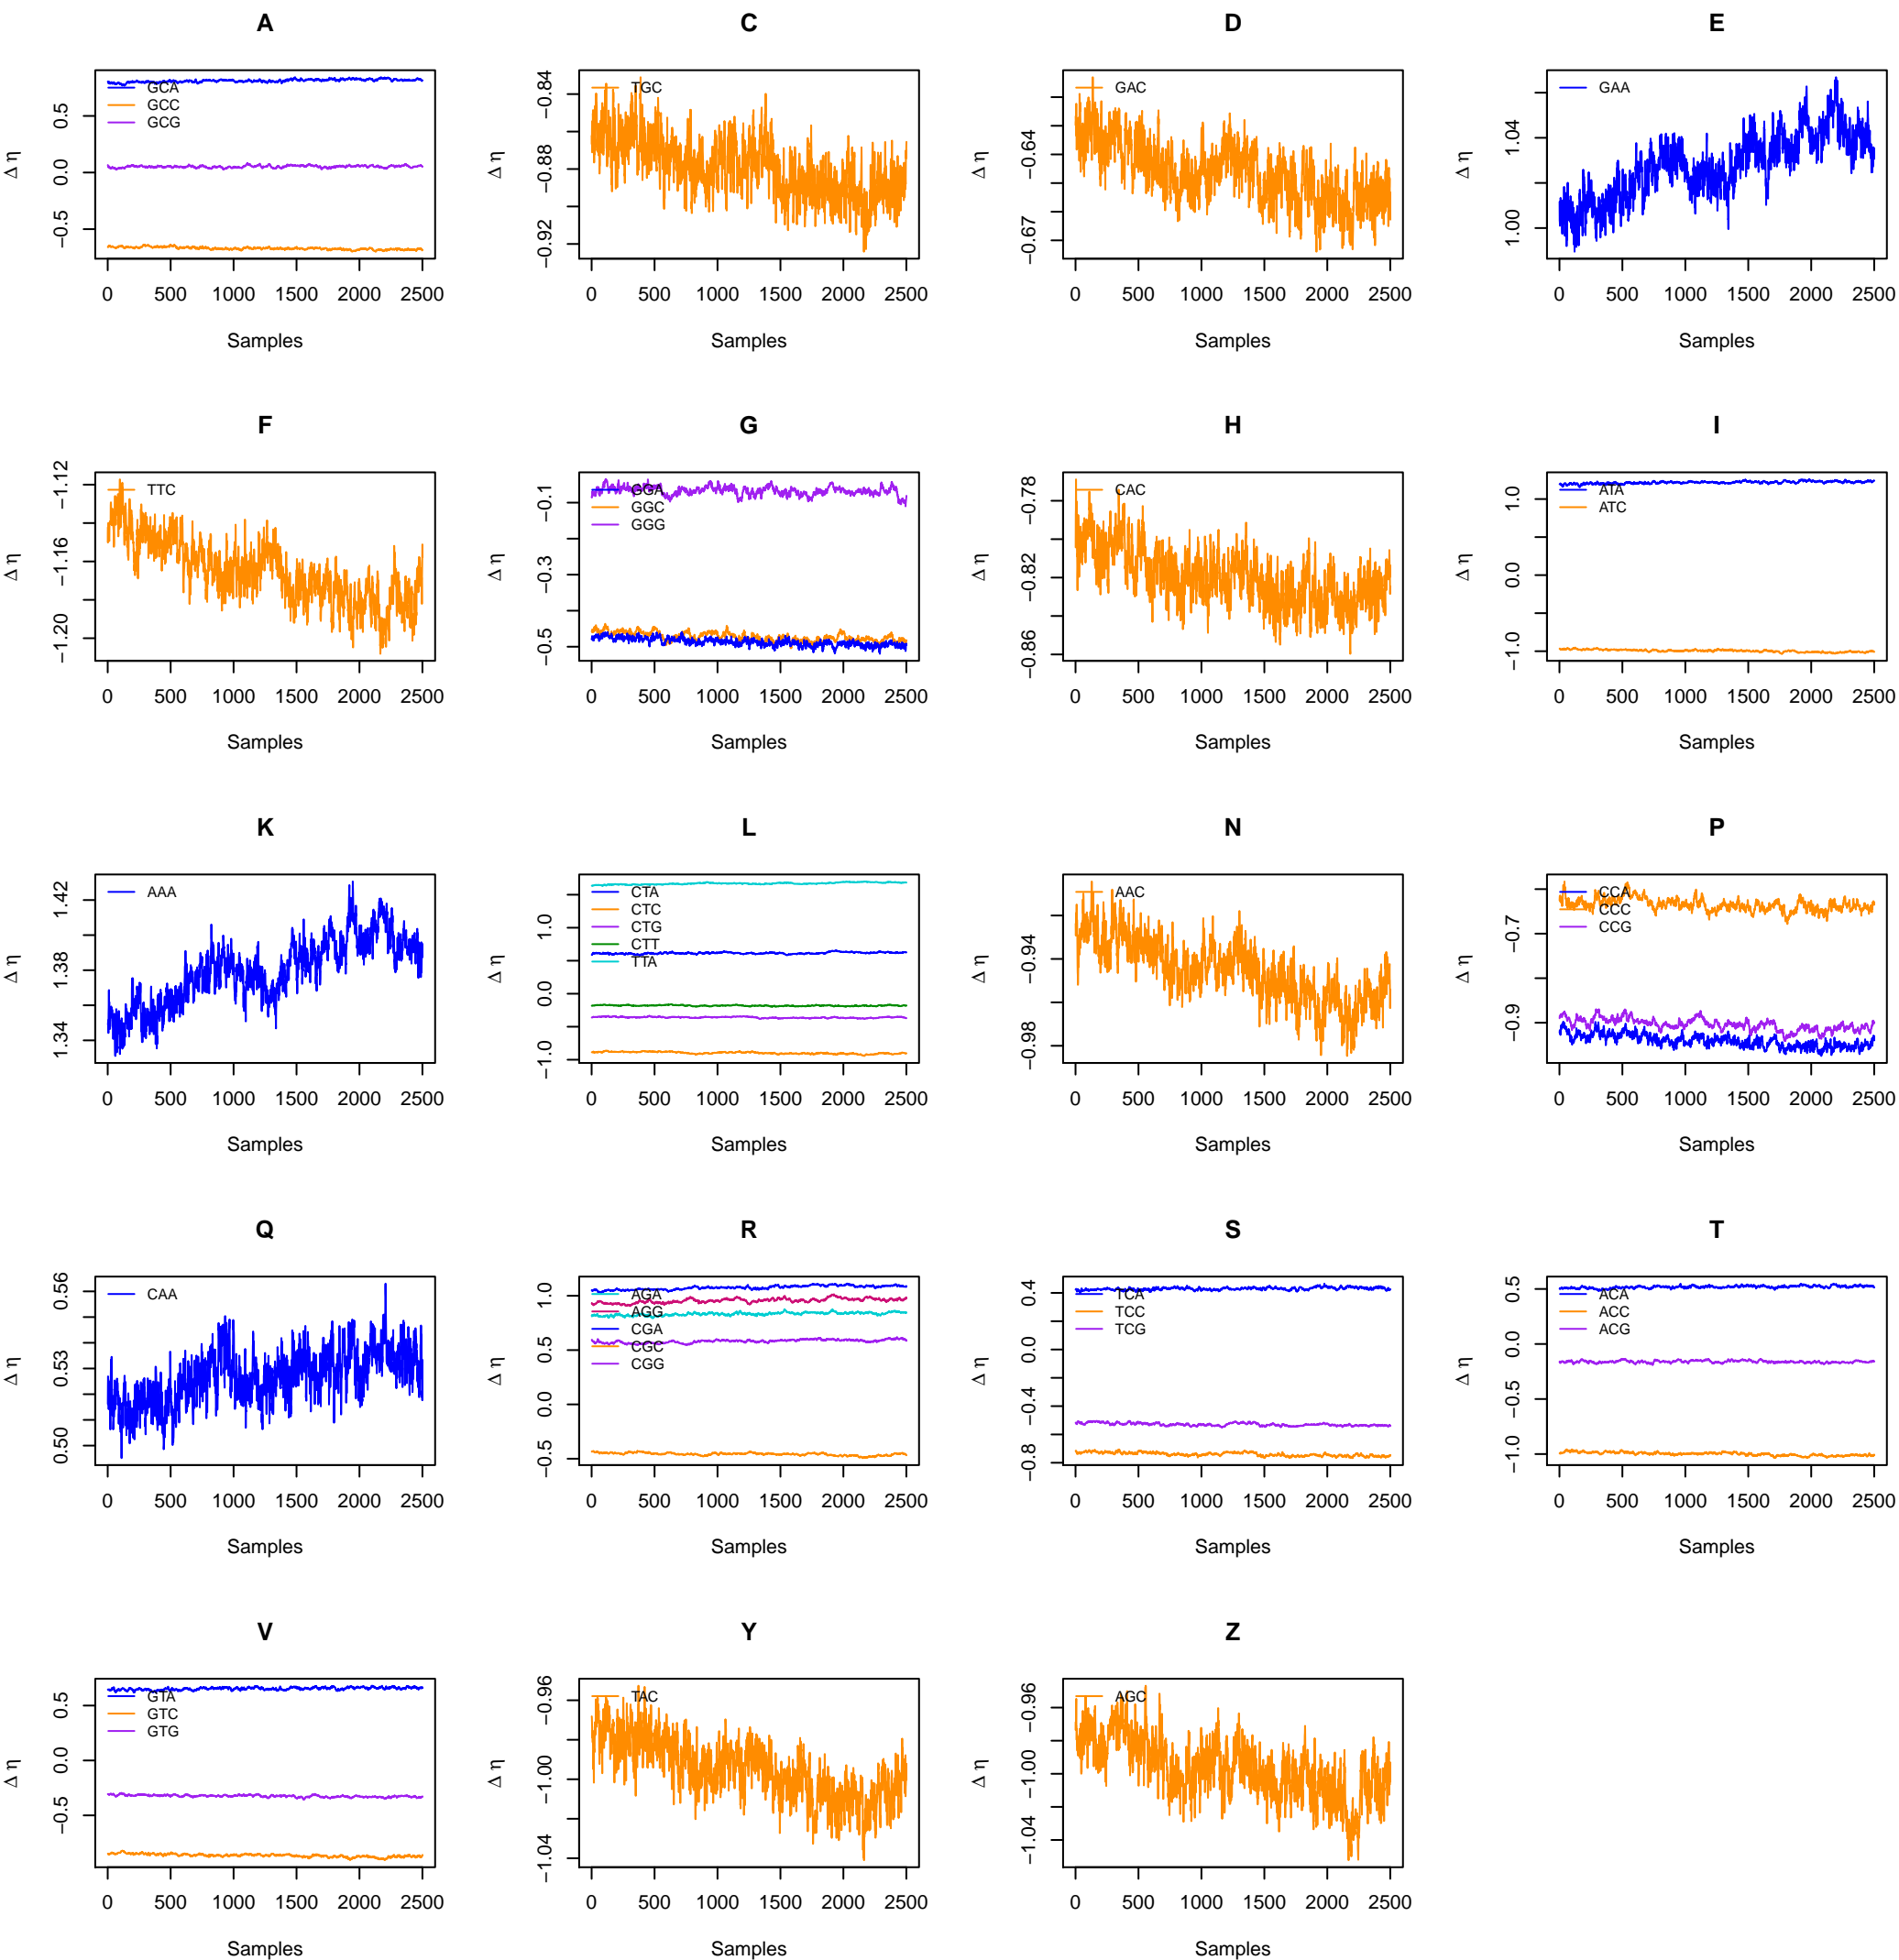 A
C
D
E
Δ η
0.5
0.0
−0.5
GCA
GCC
GCG
0 500 1000 1500 2000 2500
Samples
Δ η
−0.84
−0.88
−0.92
TGC
0 500 1000 1500 2000 2500
Samples
Δ η
−0.64
−0.67
GAC
0 500 1000 1500 2000 2500
Samples
Δ η
1.04
1.00
GAA
0 500 1000 1500 2000 2500
Samples
F
G
H
I
Δ η
−1.12
−1.16
−1.20
TTC
0 500 1000 1500 2000 2500
Samples
Δ η
−0.1
−0.3
−0.5
GGA
GGC
GGG
0 500 1000 1500 2000 2500
Samples
Δ η
−0.78
−0.82
−0.86
CAC
0 500 1000 1500 2000 2500
Samples
Δ η
1.0
0.0
−1.0
ATA
ATC
0 500 1000 1500 2000 2500
Samples
K
L
N
P
Δ η
1.42
1.38
1.34
AAA
0 500 1000 1500 2000 2500
Samples
Δ η
1.0
0.0
−1.0
CTA
CTC
CTG
CTT
TTA
0 500 1000 1500 2000 2500
Samples
Δ η
−0.94
−0.98
AAC
0 500 1000 1500 2000 2500
Samples
Δ η
−0.7
−0.9
CCA
CCC
CCG
0 500 1000 1500 2000 2500
Samples
Q
R
S
T
Δ η
0.56
0.53
0.50
CAA
0 500 1000 1500 2000 2500
Samples
Δ η
1.0
0.5
0.0
−0.5
AGA
AGG
CGA
CGC
CGG
0 500 1000 1500 2000 2500
Samples
Δ η
0.4
0.0
−0.4
−0.8
TCA
TCC
TCG
0 500 1000 1500 2000 2500
Samples
Δ η
0.5
0.0
−0.5
−1.0
ACA
ACC
ACG
0 500 1000 1500 2000 2500
Samples
V
Y
Z
Δ η
0.5
0.0
−0.5
GTA
GTC
GTG
0 500 1000 1500 2000 2500
Samples
Δ η
−0.96
−1.00
−1.04
TAC
0 500 1000 1500 2000 2500
Samples
Δ η
−0.96
−1.00
−1.04
AGC
0 500 1000 1500 2000 2500
Samples